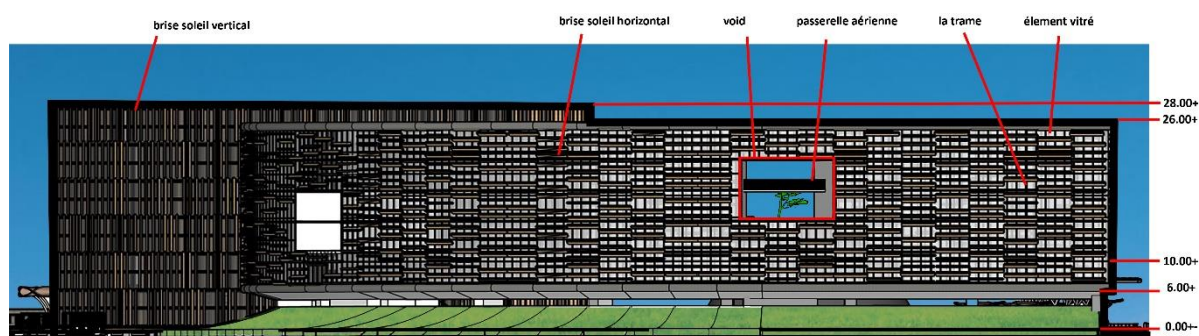 brise soleil vertical
brise soleil horizontal
void
passerelle aérienne
la trame
élement vitré
28.00+
26.00+
10.00+
6.00+
0.00+